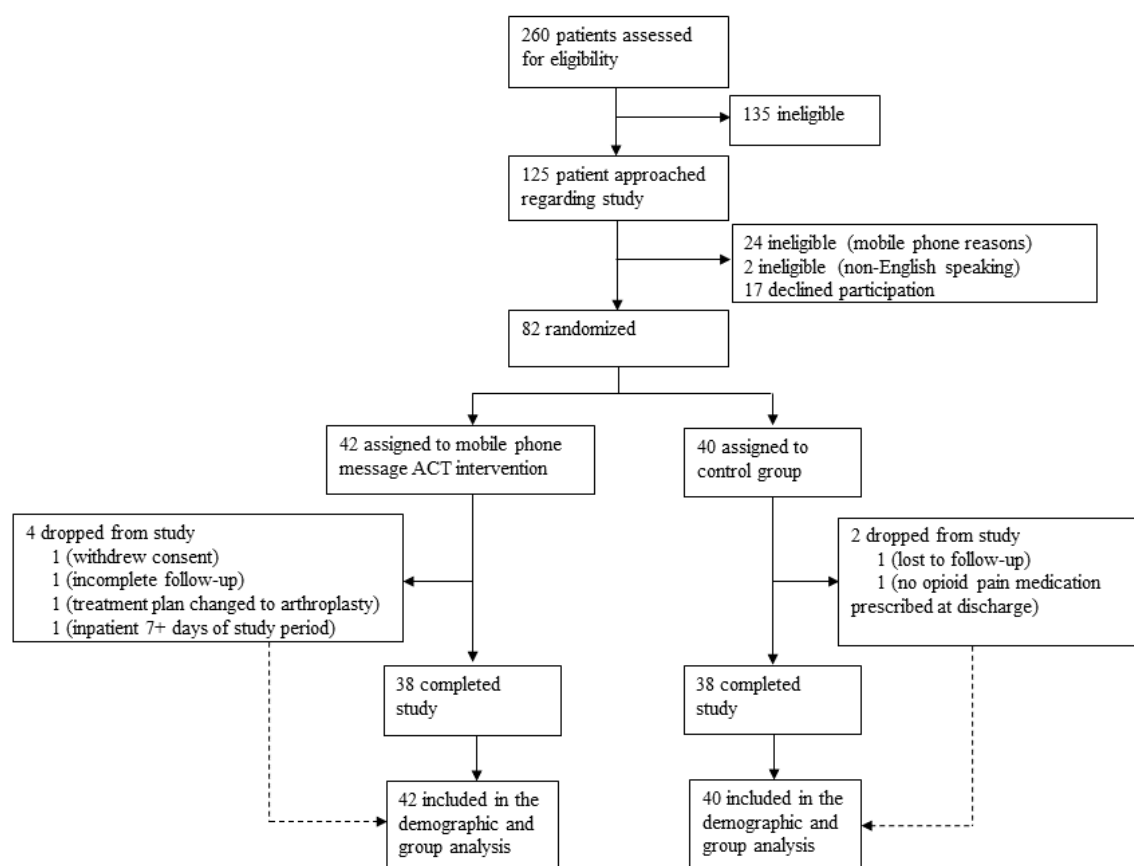 260 patients assessed
for eligibility
135 ineligible
125 patient approached
regarding study
24 ineligible (mobile phone reasons)
2 ineligible (non-English speaking)
17 declined participation
82 randomized
42 assigned to mobile phone
message ACT intervention
40 assigned to
control group
4 dropped from study
1 (withdrew consent)
1 (incomplete follow-up)
1 (treatment plan changed to arthroplasty)
1 (inpatient 7+ days of study period)
2 dropped from study
1 (lost to follow-up)
1 (no opioid pain medication
prescribed at discharge)
38 completed
study
38 completed
study
42 included in the
demographic and
group analysis
40 included in the
demographic and
group analysis